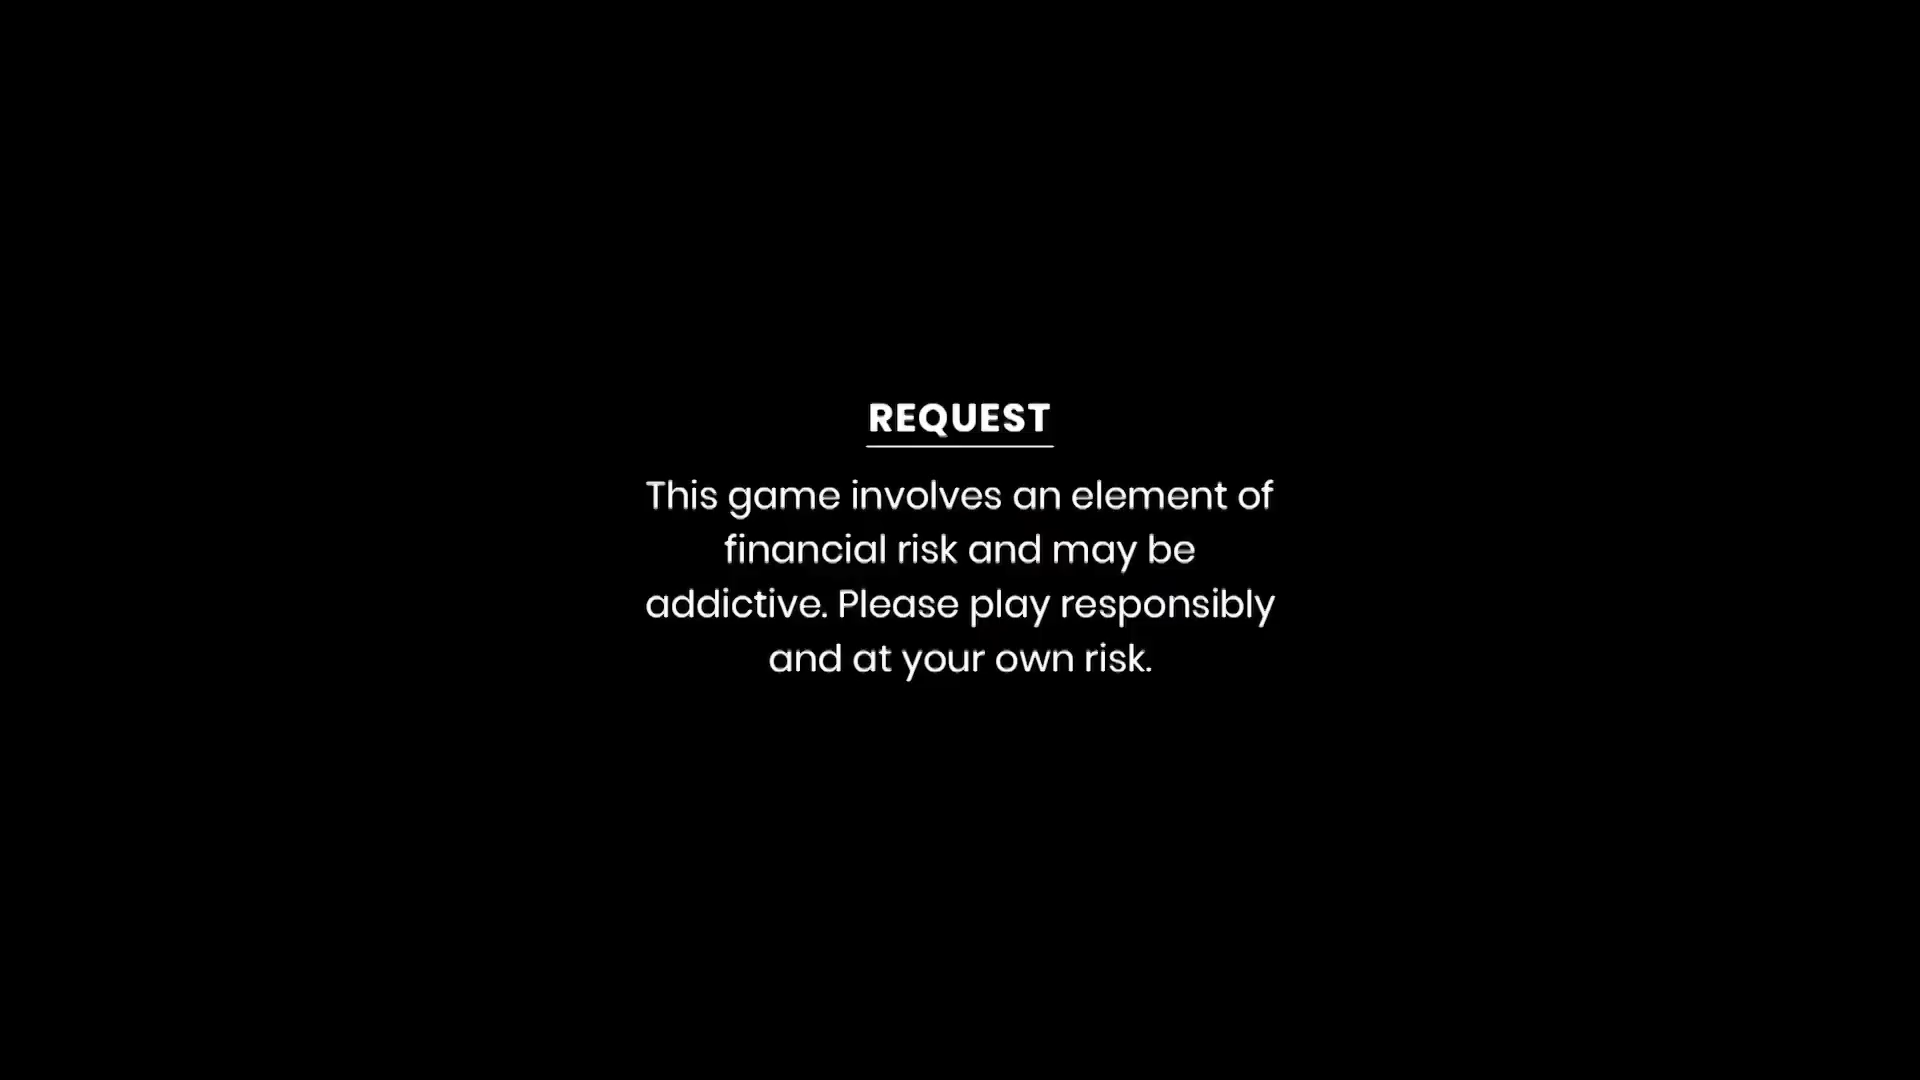 REQUEST
This game involves an element of
financial risk and may be
addictive. Please play responsibly
and at your own risk.